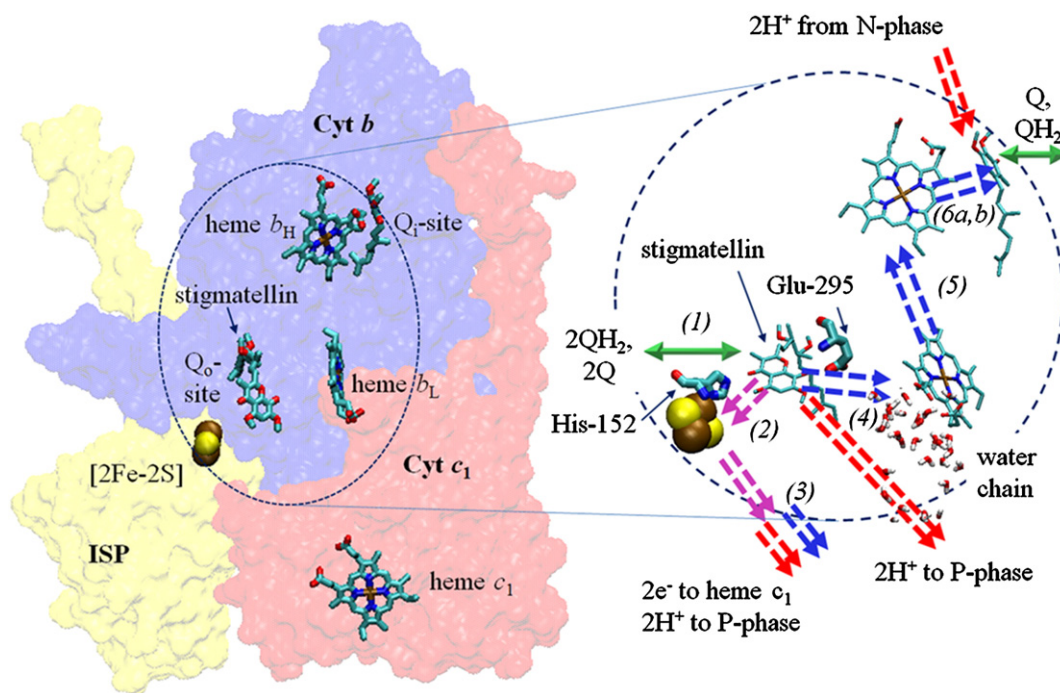 Cyt b
heme bH
Qi-site
stigmatellin
Qo-
site
heme bL
[2Fe-2S]
Cyt c1
ISP
heme c1
2H+ from N-phase
Q,
QH2
(6a,b)
stigmatellin
Glu-295
(5)
(1)
2QH2,
2Q
His-152
(2)
(4)
water
chain
(3)
2H+ to P-phase
2e- to heme c1
2H+ to P-phase